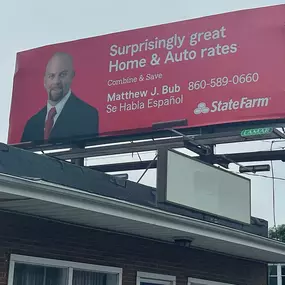 Surprisingly great
Home & Auto rates
Combine & Save
Matthew J. Bub 860-589-0660
Se Habla Español
StateFarm
LAMAR